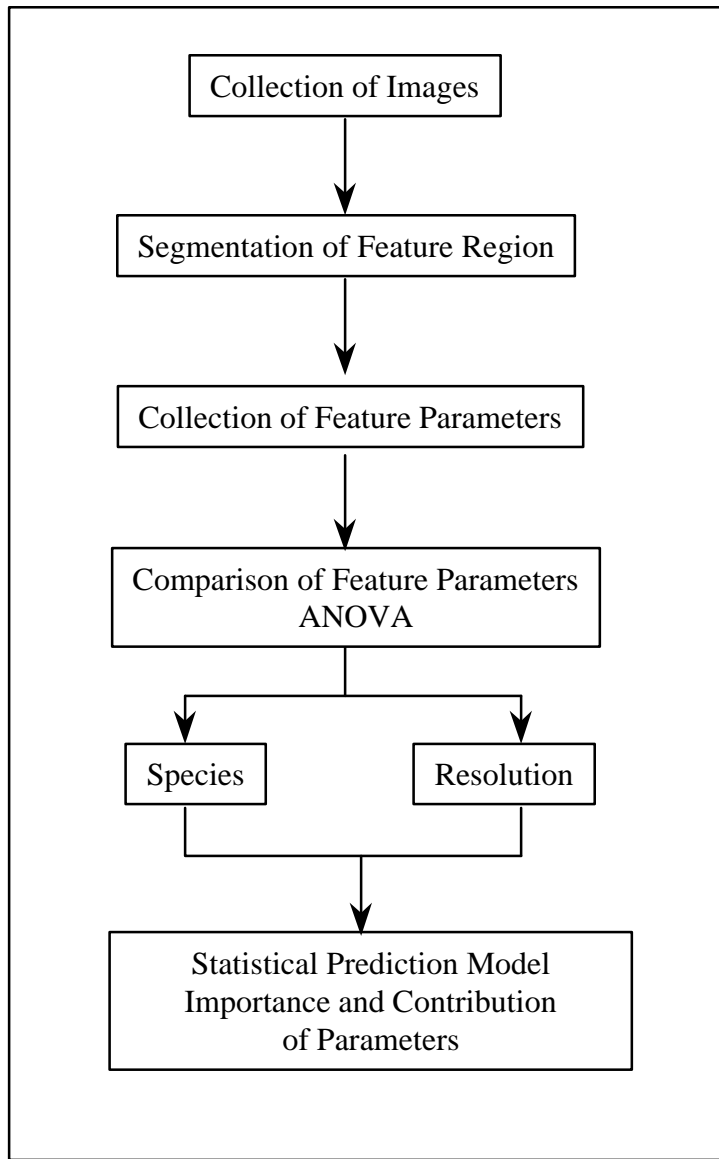 Collection of Images
Segmentation of Feature Region
Collection of Feature Parameters
Comparison of Feature Parameters
ANOVA
Species
Resolution
Statistical Prediction Model
Importance and Contribution
of Parameters